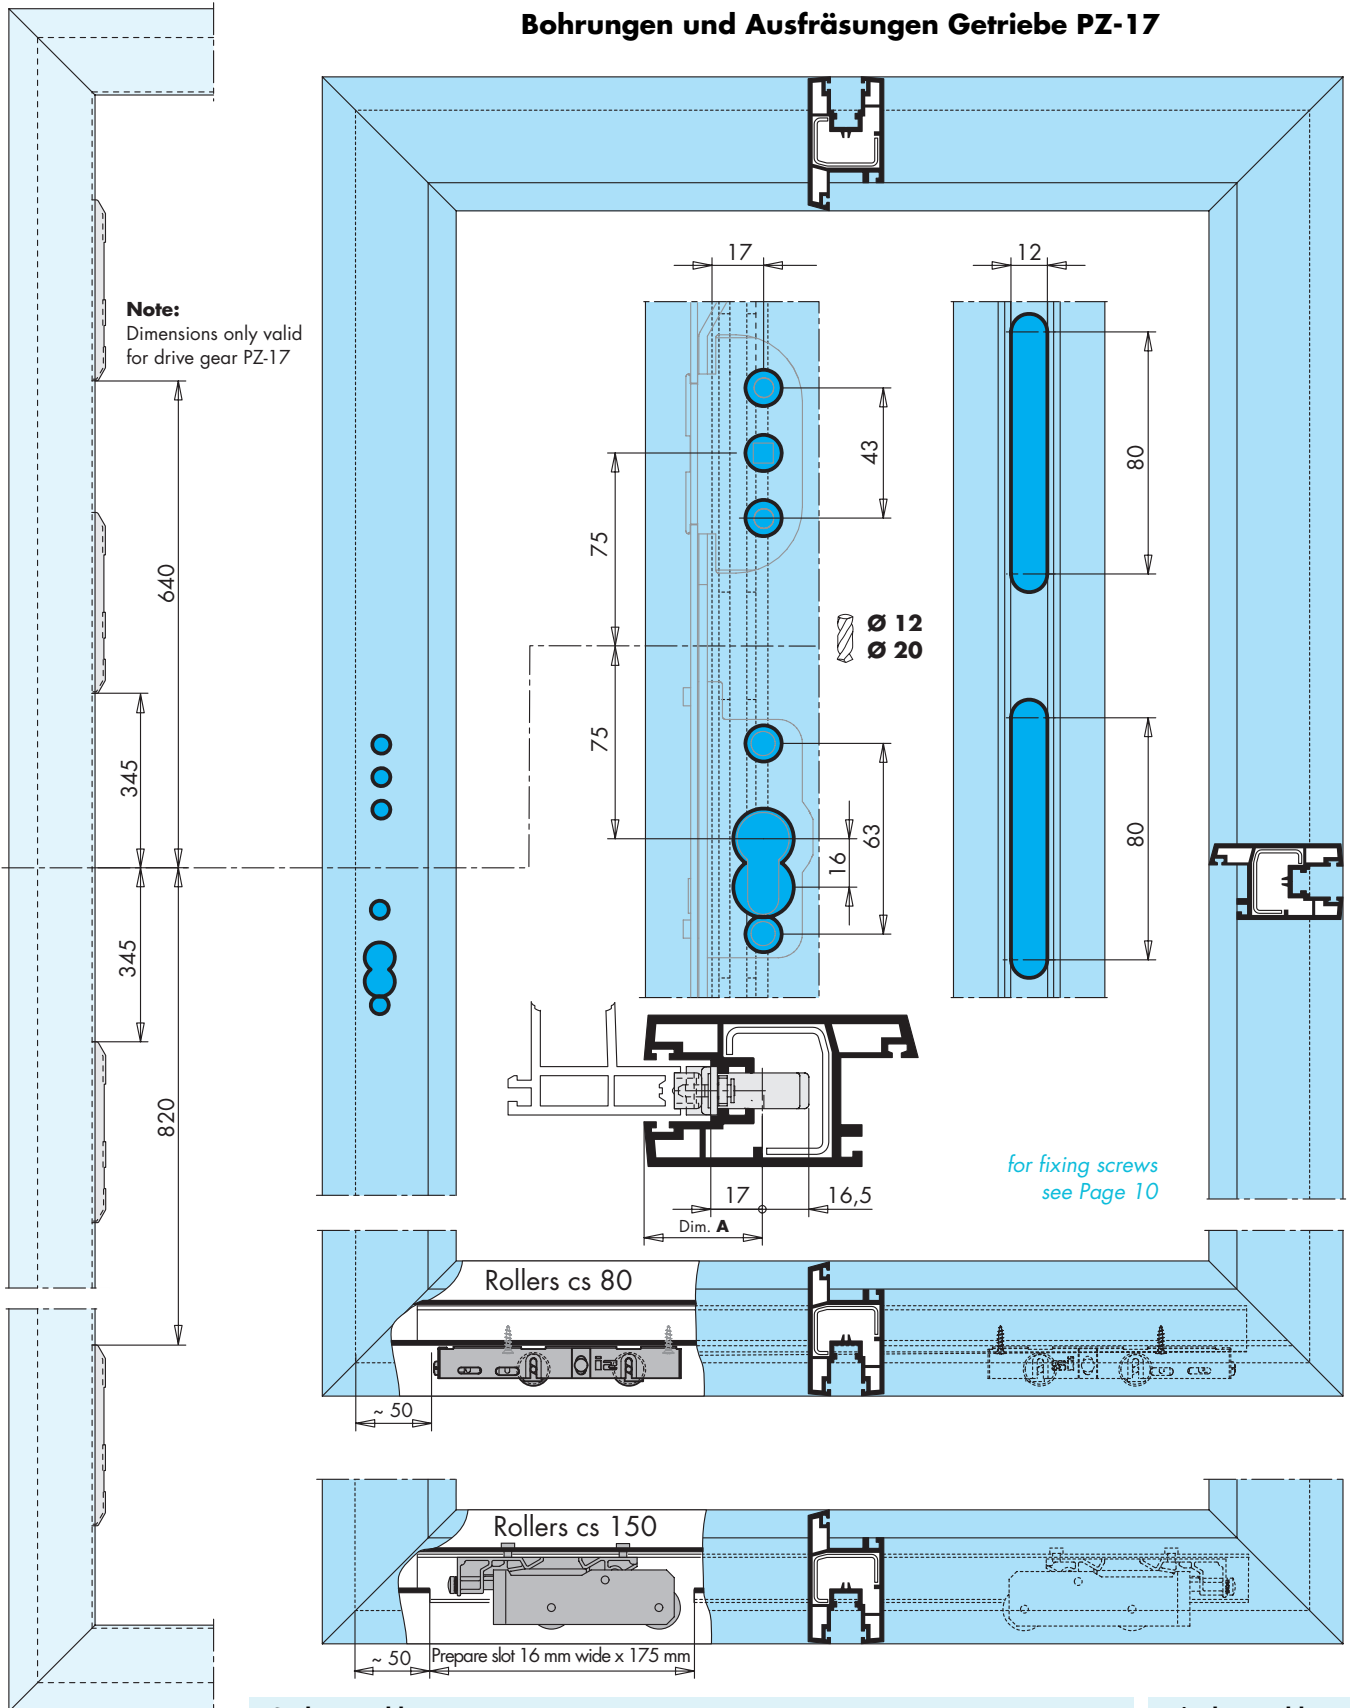 Bohrungen und Ausfräsungen Getriebe PZ-17
Note:
Dimensions only valid
for drive gear PZ-17
640
345
345
820
17
43
75
75
63
16
Ø 12
Ø 20
12
80
80
17
16,5
Dim. A
for fixing screws
see Page 10
Rollers cs 80
~ 50
Rollers cs 150
~ 50
Prepare slot 16 mm wide x 175 mm